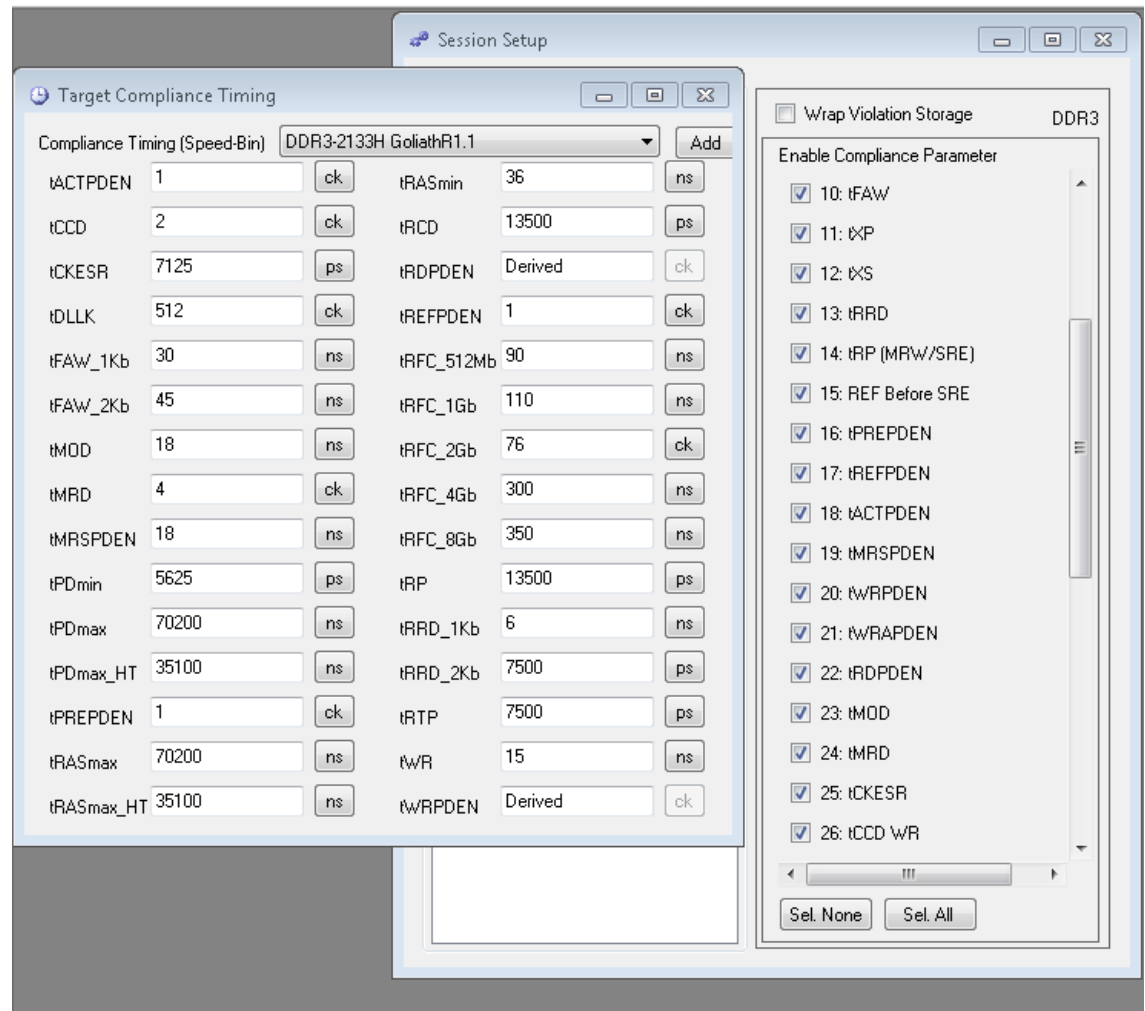 Session Setup
Target Compliance Timing
Compliance Timing (Speed-Bin) DDR3-2133H GoliathR1.1 Add
tACTPDEN 1 ck tRASmin 36 ns
tCCD 2 ck tRCD 13500 ps
tCKESR 7125 ps tRDPDEN Derived ck
tDLLK 512 ck tREFPDEN 1 ck
tFAW_1Kb 30 ns tRFC_512Mb 90 ns
tFAW_2Kb 45 ns tRFC_1Gb 110 ns
tMOD 18 ns tRFC_2Gb 76 ck
tMRD 4 ck tRFC_4Gb 300 ns
tMRSPDEN 18 ns tRFC_8Gb 350 ns
tPDmin 5625 ps tRP 13500 ps
tPDmax 70200 ns tRRD_1Kb 6 ns
tPDmax_HT 35100 ns tRRD_2Kb 7500 ps
tPREPDEN 1 ck tRTP 7500 ps
tRASmax 70200 ns tWR 15 ns
tRASmax_HT 35100 ns tWRPDEN Derived ck
Wrap Violation Storage DDR3
Enable Compliance Parameter
10: tFAW
11: tXP
12: tXS
13: tRRD
14: tRP (MRW/SRE)
15: REF Before SRE
16: tPREPDEN
17: tREFPDEN
18: tACTPDEN
19: tMRSPDEN
20: tWRPDEN
21: tWRAPDEN
22: tRDPDEN
23: tMOD
24: tMRD
25: tCKESR
26: tCCD WR
Sel. None Sel. All